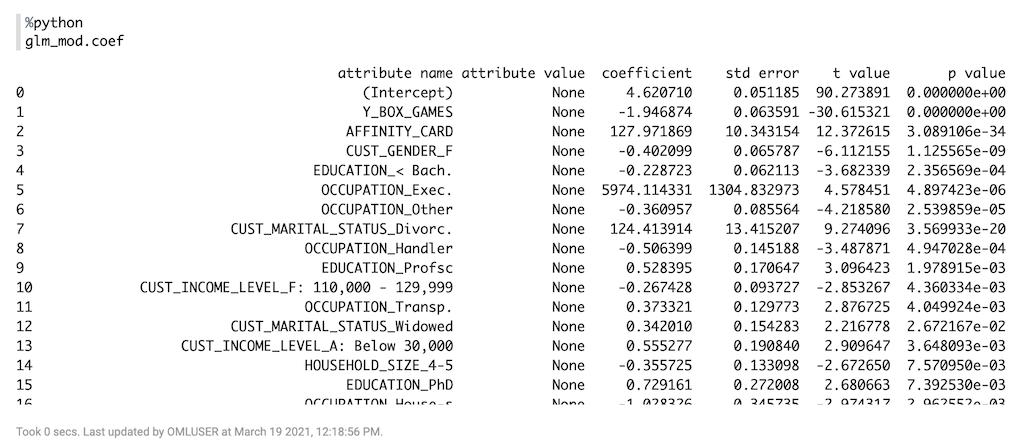 %python
glm_mod.coef
attribute name attribute value coefficient std error t value p value
0 (Intercept) None 4.620710 0.051185 90.273891 0.000000e+00
1 Y_BOX_GAMES None -1.946874 0.063591 -30.615321 0.000000e+00
2 AFFINITY_CARD None 127.971869 10.343154 12.372615 3.089106e-34
3 CUST_GENDER_F None -0.402099 0.065787 -6.112155 1.125565e-09
4 EDUCATION_< Bach. None -0.228723 0.062113 -3.682339 2.356569e-04
5 OCCUPATION_Exec. None 5974.114331 1304.832973 4.578451 4.897423e-06
6 OCCUPATION_Other None -0.360957 0.085564 -4.218580 2.539859e-05
7 CUST_MARITAL_STATUS_Divorc. None 124.413914 13.415207 9.274096 3.569933e-20
8 OCCUPATION_Handler None -0.506399 0.145188 -3.487871 4.947028e-04
9 EDUCATION_Profsc None 0.528395 0.170647 3.096423 1.978915e-03
10 CUST_INCOME_LEVEL_F: 110,000 - 129,999 None -0.267428 0.093727 -2.853267 4.360334e-03
11 OCCUPATION_Transp. None 0.373321 0.129773 2.876725 4.049924e-03
12 CUST_MARITAL_STATUS_Widowed None 0.342010 0.154283 2.216778 2.672167e-02
13 CUST_INCOME_LEVEL_A: Below 30,000 None 0.555277 0.190840 2.909647 3.648093e-03
14 HOUSEHOLD_SIZE_4-5 None -0.355725 0.133098 -2.672650 7.570950e-03
15 EDUCATION_PhD None 0.729161 0.272008 2.680663 7.392530e-03
16 OCCUPATION_House-s None -1.028326 0.345735 -2.974317 2.962552e-03
Took 0 secs. Last updated by OMLUSER at March 19 2021, 12:18:56 PM.